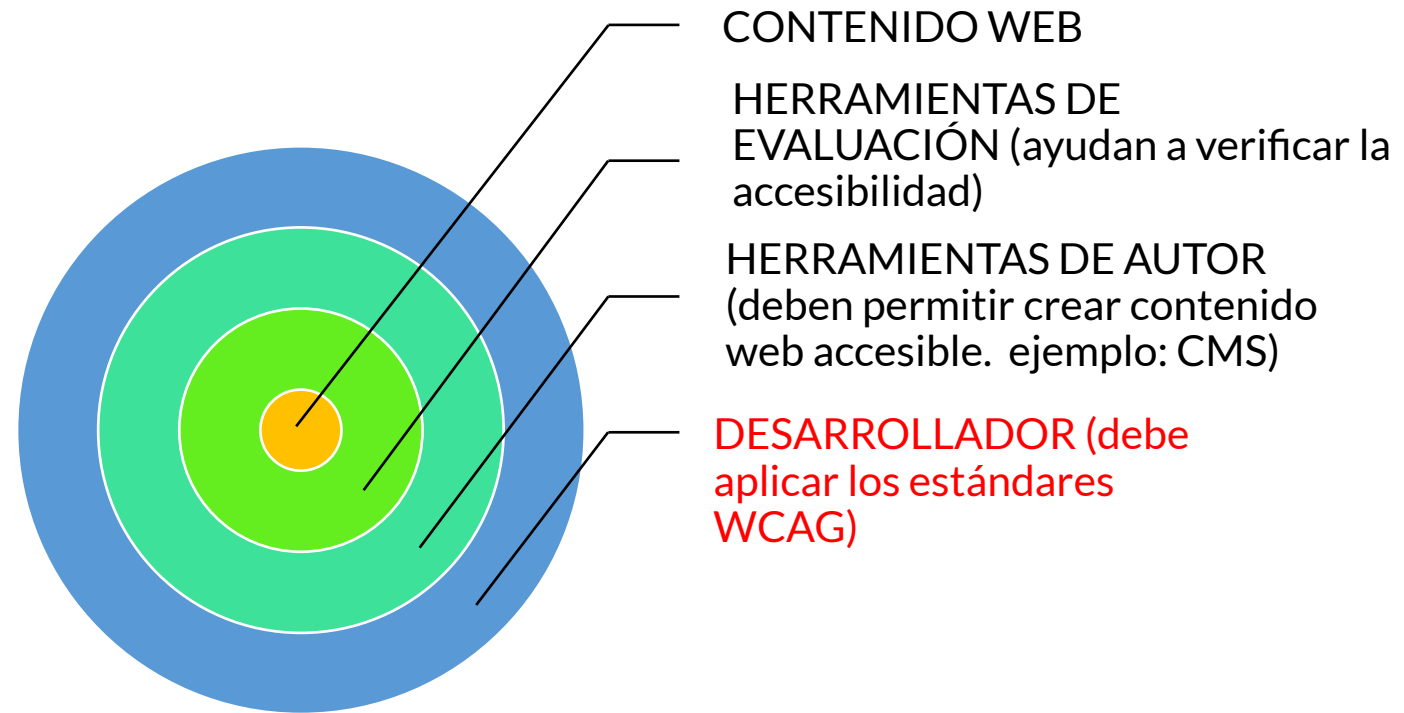 CONTENIDO WEB
HERRAMIENTAS DE
EVALUACIÓN (ayudan a verificar la
accesibilidad)
HERRAMIENTAS DE AUTOR
(deben permitir crear contenido
web accesible.  ejemplo: CMS)
DESARROLLADOR (debe
aplicar los estándares
WCAG)